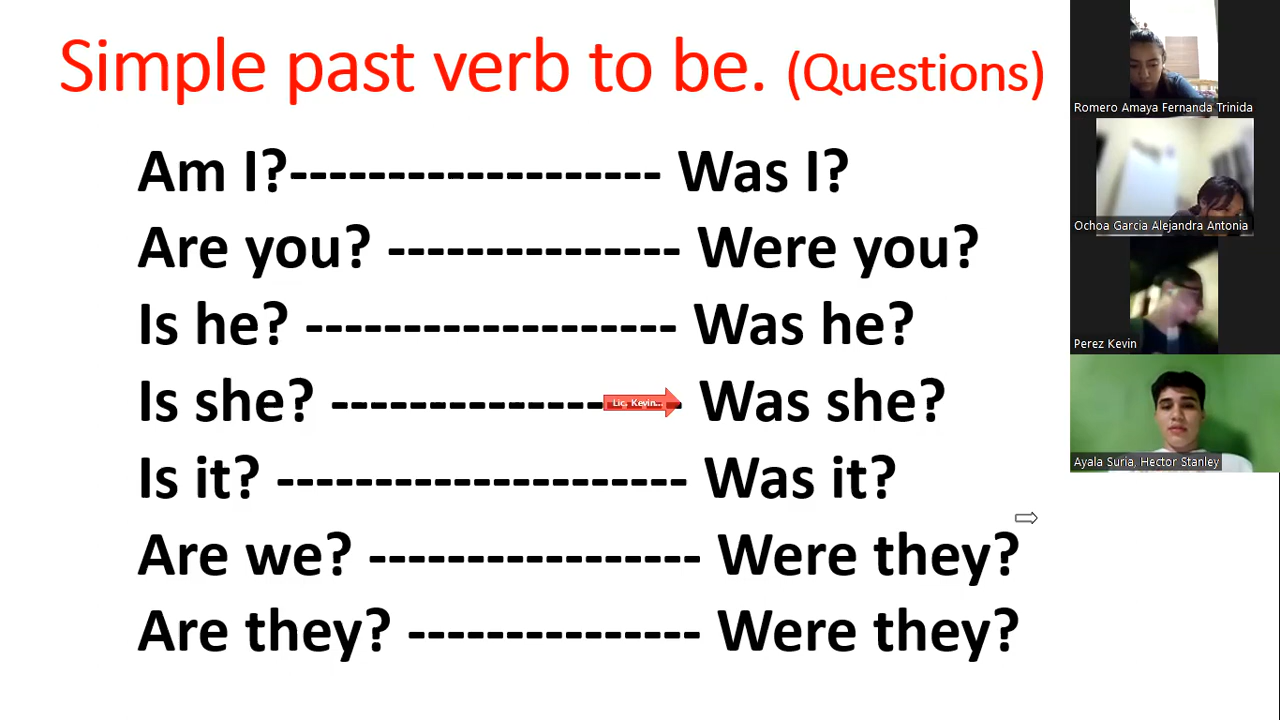 Simple past verb to be. (Questions)
Am I?------------------- Was I?
Are you? --------------- Were you?
Is he? ------------------- Was he?
Is she? ------------------ Was she?
Lic. Kevin...
Is it? --------------------- Was it?
Are we? ----------------- Were they?
Are they? --------------- Were they?
Romero Amaya Fernanda Trinida
Ochoa Garcia Alejandra Antonia
Perez Kevin
Ayala Suria, Hector Stanley